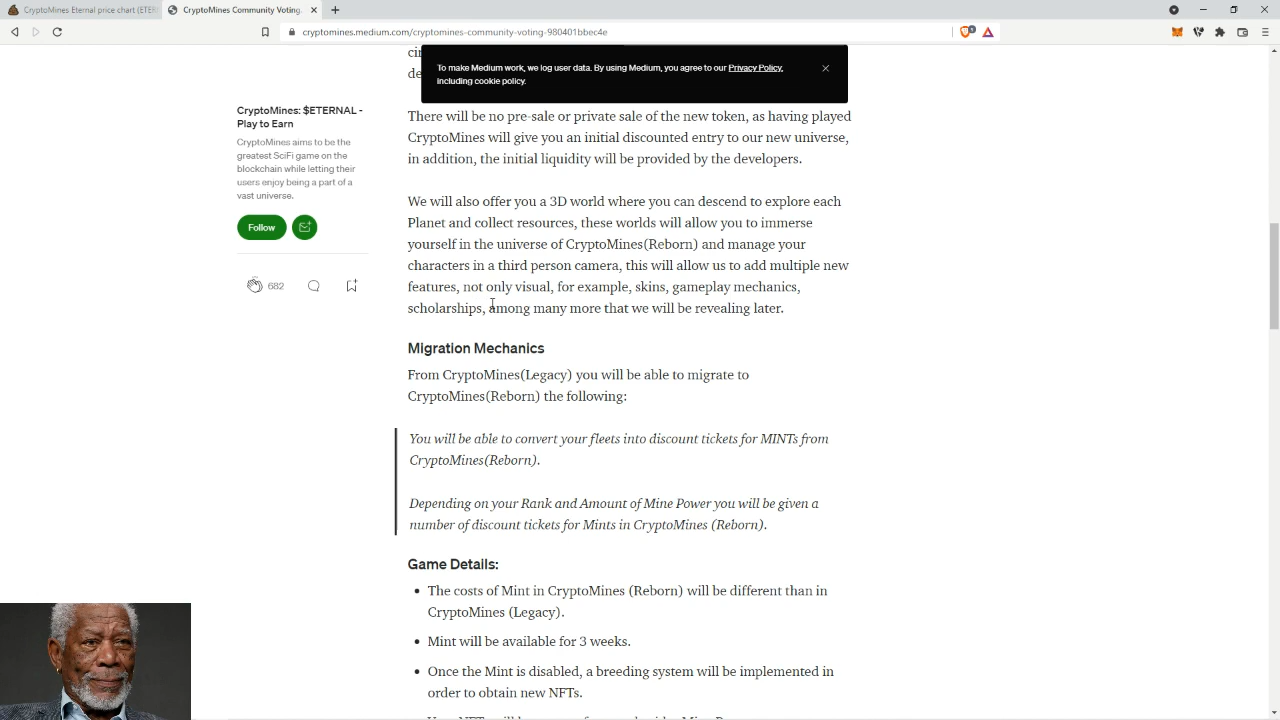 CryptoMines Eternal price chart (ETER
CryptoMines Community Voting.
cryptomines.medium.com/cryptomines-community-voting-980401bbec4e
To make Medium work, we log user data. By using Medium, you agree to our Privacy Policy,
including cookie policy.
CryptoMines: $ETERNAL -
Play to Earn
CryptoMines aims to be the
greatest SciFi game on the
blockchain while letting their
users enjoy being a part of a
vast universe.
Follow
682
There will be no pre-sale or private sale of the new token, as having played
CryptoMines will give you an initial discounted entry to our new universe,
in addition, the initial liquidity will be provided by the developers.
We will also offer you a 3D world where you can descend to explore each
Planet and collect resources, these worlds will allow you to immerse
yourself in the universe of CryptoMines(Reborn) and manage your
characters in a third person camera, this will allow us to add multiple new
features, not only visual, for example, skins, gameplay mechanics,
scholarships, among many more that we will be revealing later.
Migration Mechanics
From CryptoMines(Legacy) you will be able to migrate to
CryptoMines(Reborn) the following:
You will be able to convert your fleets into discount tickets for MINTs from
CryptoMines(Reborn).
Depending on your Rank and Amount of Mine Power you will be given a
number of discount tickets for Mints in CryptoMines (Reborn).
Game Details:
The costs of Mint in CryptoMines (Reborn) will be different than in
CryptoMines (Legacy).
Mint will be available for 3 weeks.
Once the Mint is disabled, a breeding system will be implemented in
order to obtain new NFTs.